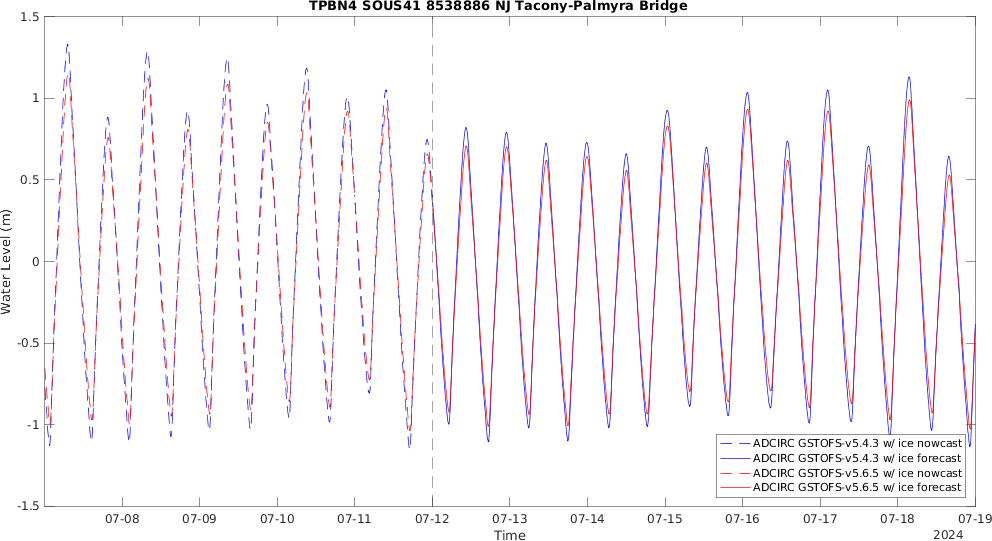 TPBN4 SOUS41 8538886 NJ Tacony-Palmyra Bridge
1.5
1
0.5
0
-0.5
-1
-1.5
Water Level (m)
ADCIRC GSTOFS-v5.4.3 w/ ice nowcast
ADCIRC GSTOFS-v5.4.3 w/ ice forecast
ADCIRC GSTOFS-v5.6.5 w/ ice nowcast
ADCIRC GSTOFS-v5.6.5 w/ ice forecast
07-08 07-09 07-10 07-11 07-12 07-13 07-14 07-15 07-16 07-17 07-18 07-19
Time
2024